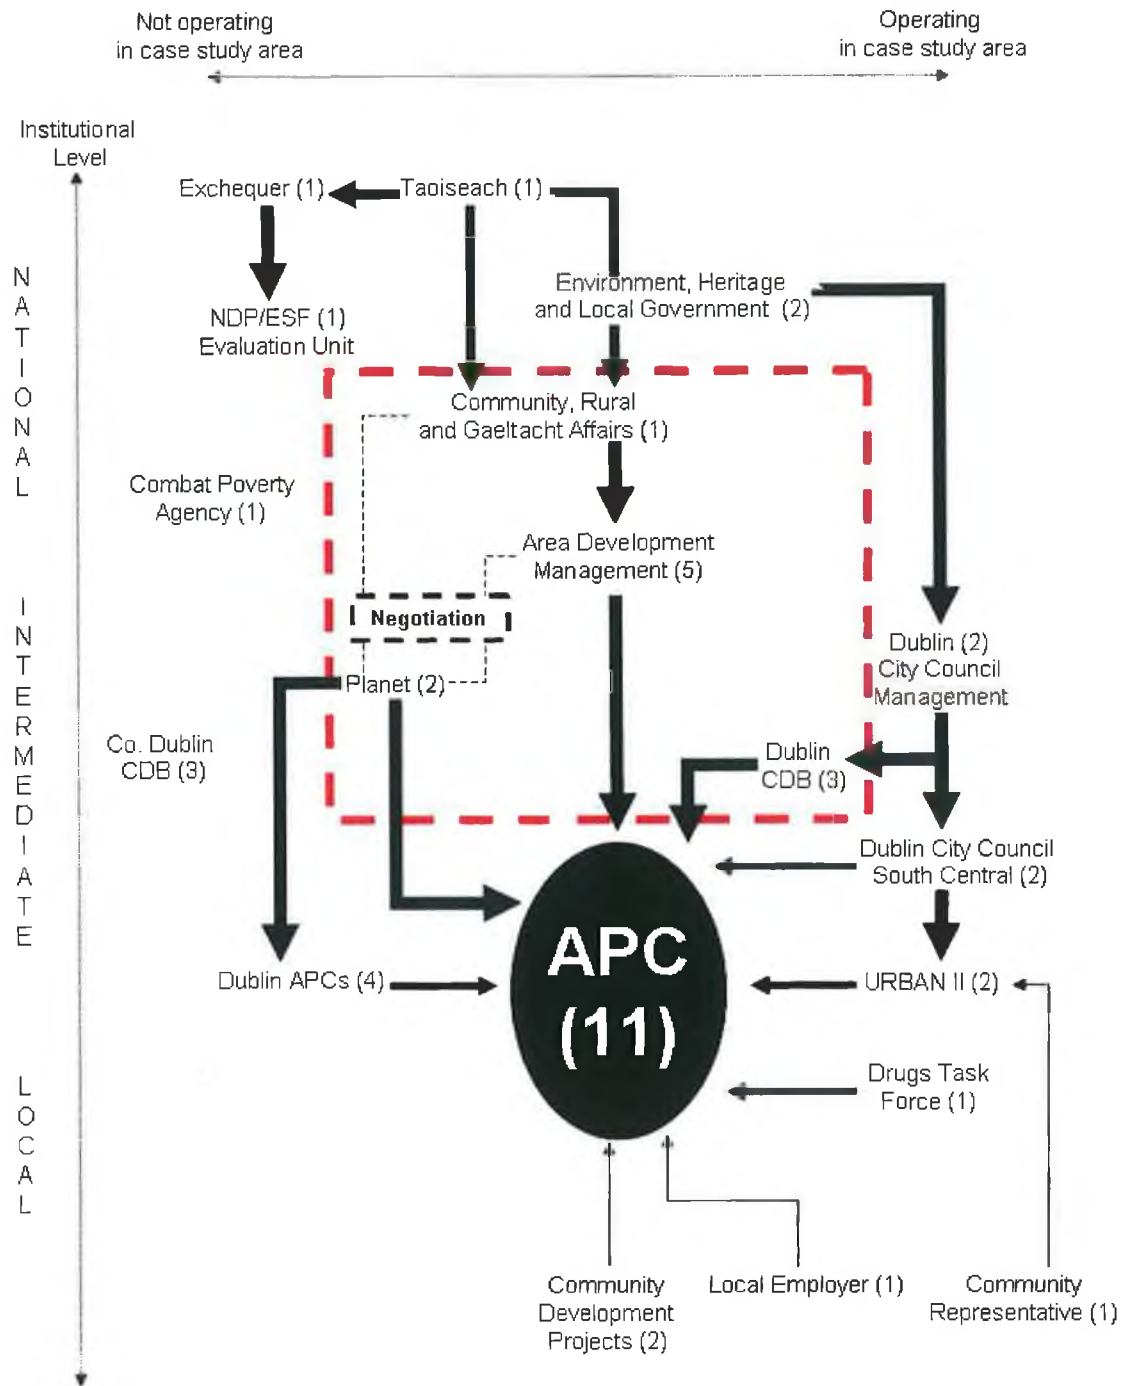 Not operating
in case study area
Operating
in case study area
Institutional
Level
Exchequer (1)
Taoiseach (1)
Environment, Heritage
and Local Government (2)
NDP/ESF (1)
Evaluation Unit
NATIONAL
Community, Rural
and Gaeltacht Affairs (1)
Combat Poverty
Agency (1)
Area Development
Management (5)
Negotiation
INTERMEDIATE
Dublin (2)
City Council
Management
Planet (2)
Co. Dublin
CDB (3)
Dublin
CDB (3)
Dublin City Council
South Central (2)
APC
(11)
Dublin APCs (4)
URBAN II (2)
Drugs Task
Force (1)
LOCAL
Community
Development
Projects (2)
Local Employer (1)
Community
Representative (1)